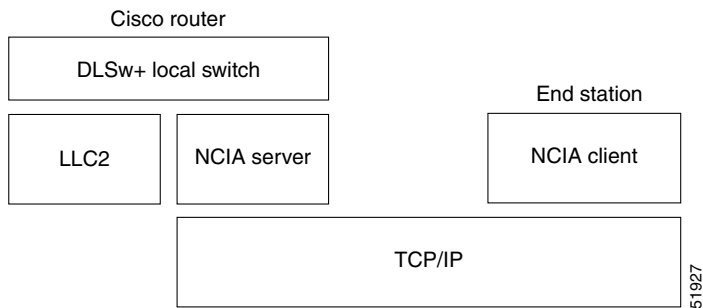 Cisco router
DLSw+ local switch
End station
LLC2
NCIA server
NCIA client
TCP/IP
51927